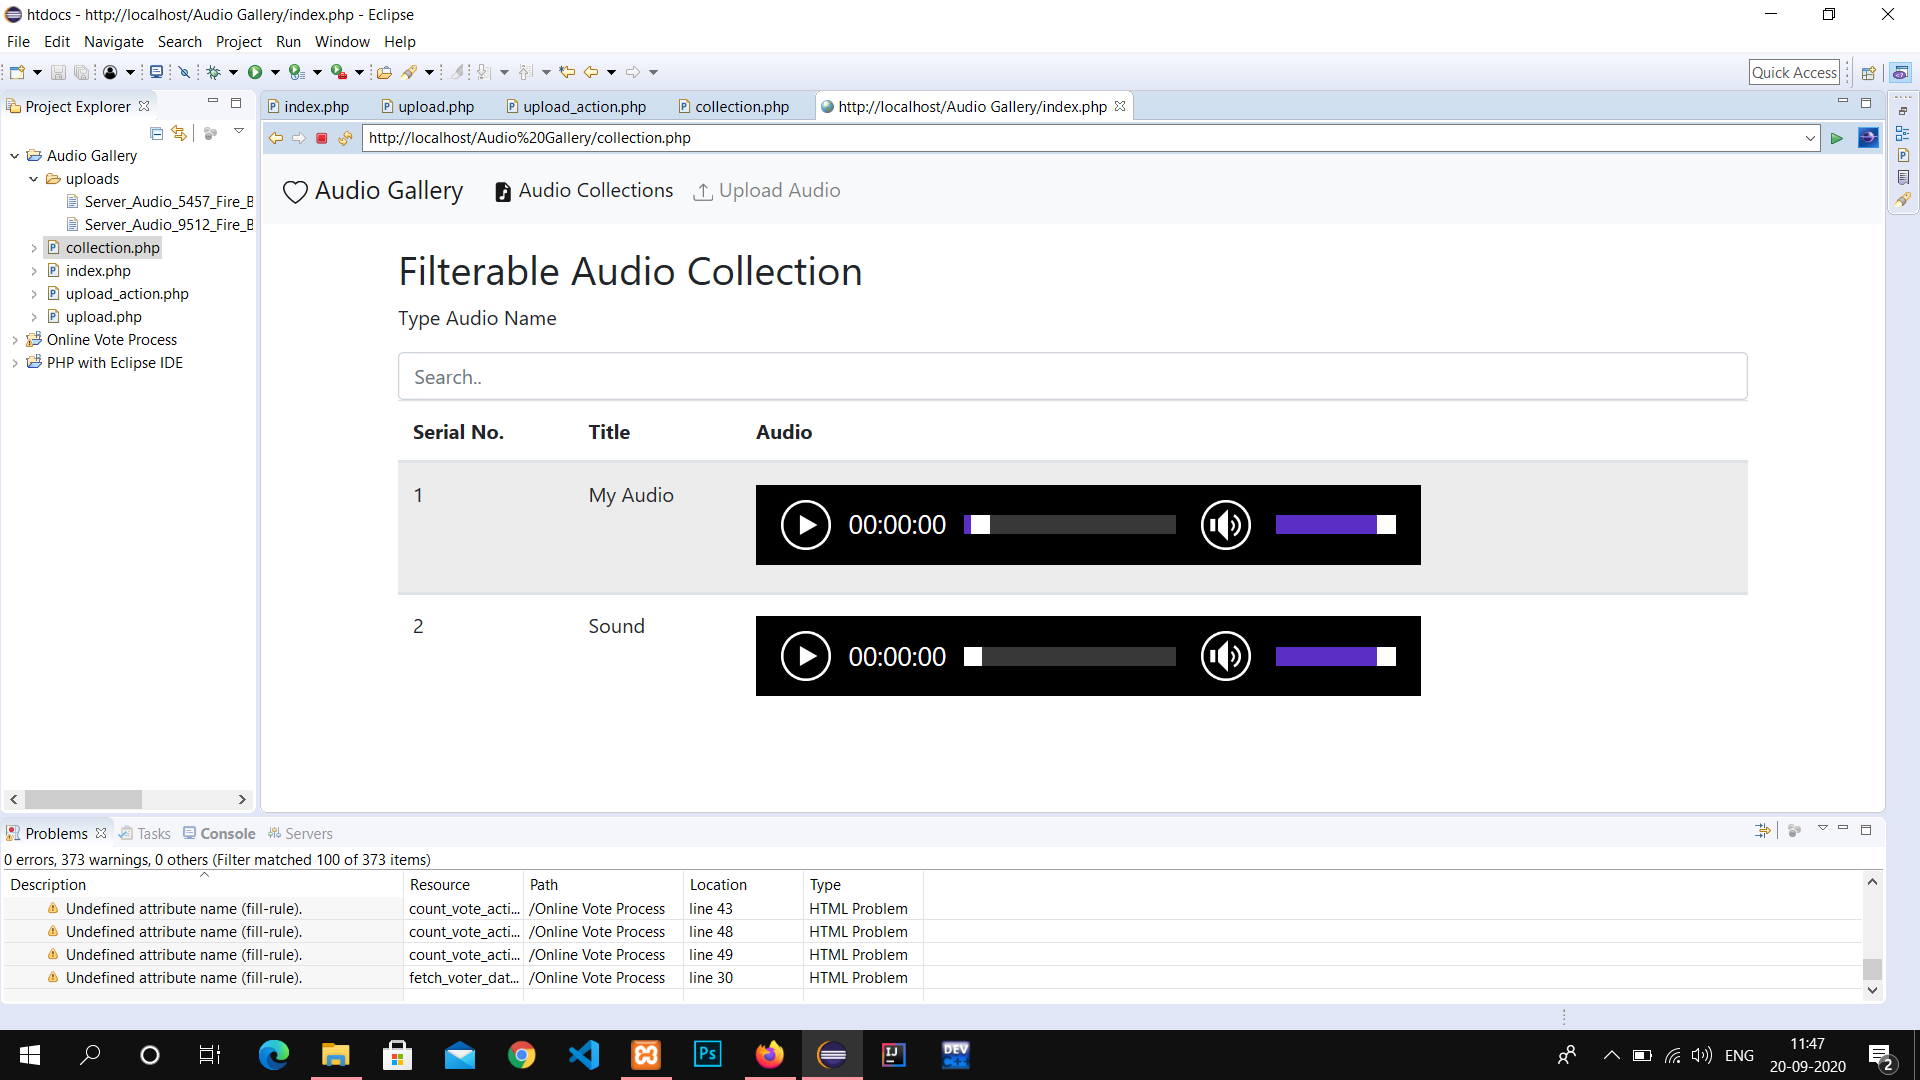 htdocs - http://localhost/Audio Gallery/index.php - Eclipse
File Edit Navigate Search Project Run Window Help
Quick Access
Project Explorer
index.php upload.php upload_action.php collection.php http://localhost/Audio Gallery/index.php
http://localhost/Audio%20Gallery/collection.php
Audio Gallery
uploads
Server_Audio_5457_Fire_B
Server_Audio_9512_Fire_B
collection.php
index.php
upload_action.php
upload.php
Online Vote Process
PHP with Eclipse IDE
Audio Gallery Audio Collections Upload Audio
Filterable Audio Collection
Type Audio Name
Search..
Serial No. Title Audio
1 My Audio 00:00:00
2 Sound 00:00:00
Problems Tasks Console Servers
0 errors, 373 warnings, 0 others (Filter matched 100 of 373 items)
Description Resource Path Location Type
Undefined attribute name (fill-rule). count_vote_acti... /Online Vote Process line 43 HTML Problem
Undefined attribute name (fill-rule). count_vote_acti... /Online Vote Process line 48 HTML Problem
Undefined attribute name (fill-rule). count_vote_acti... /Online Vote Process line 49 HTML Problem
Undefined attribute name (fill-rule). fetch_voter_dat... /Online Vote Process line 30 HTML Problem
Ps IJ DEV C++
ENG
11:47
20-09-2020
2